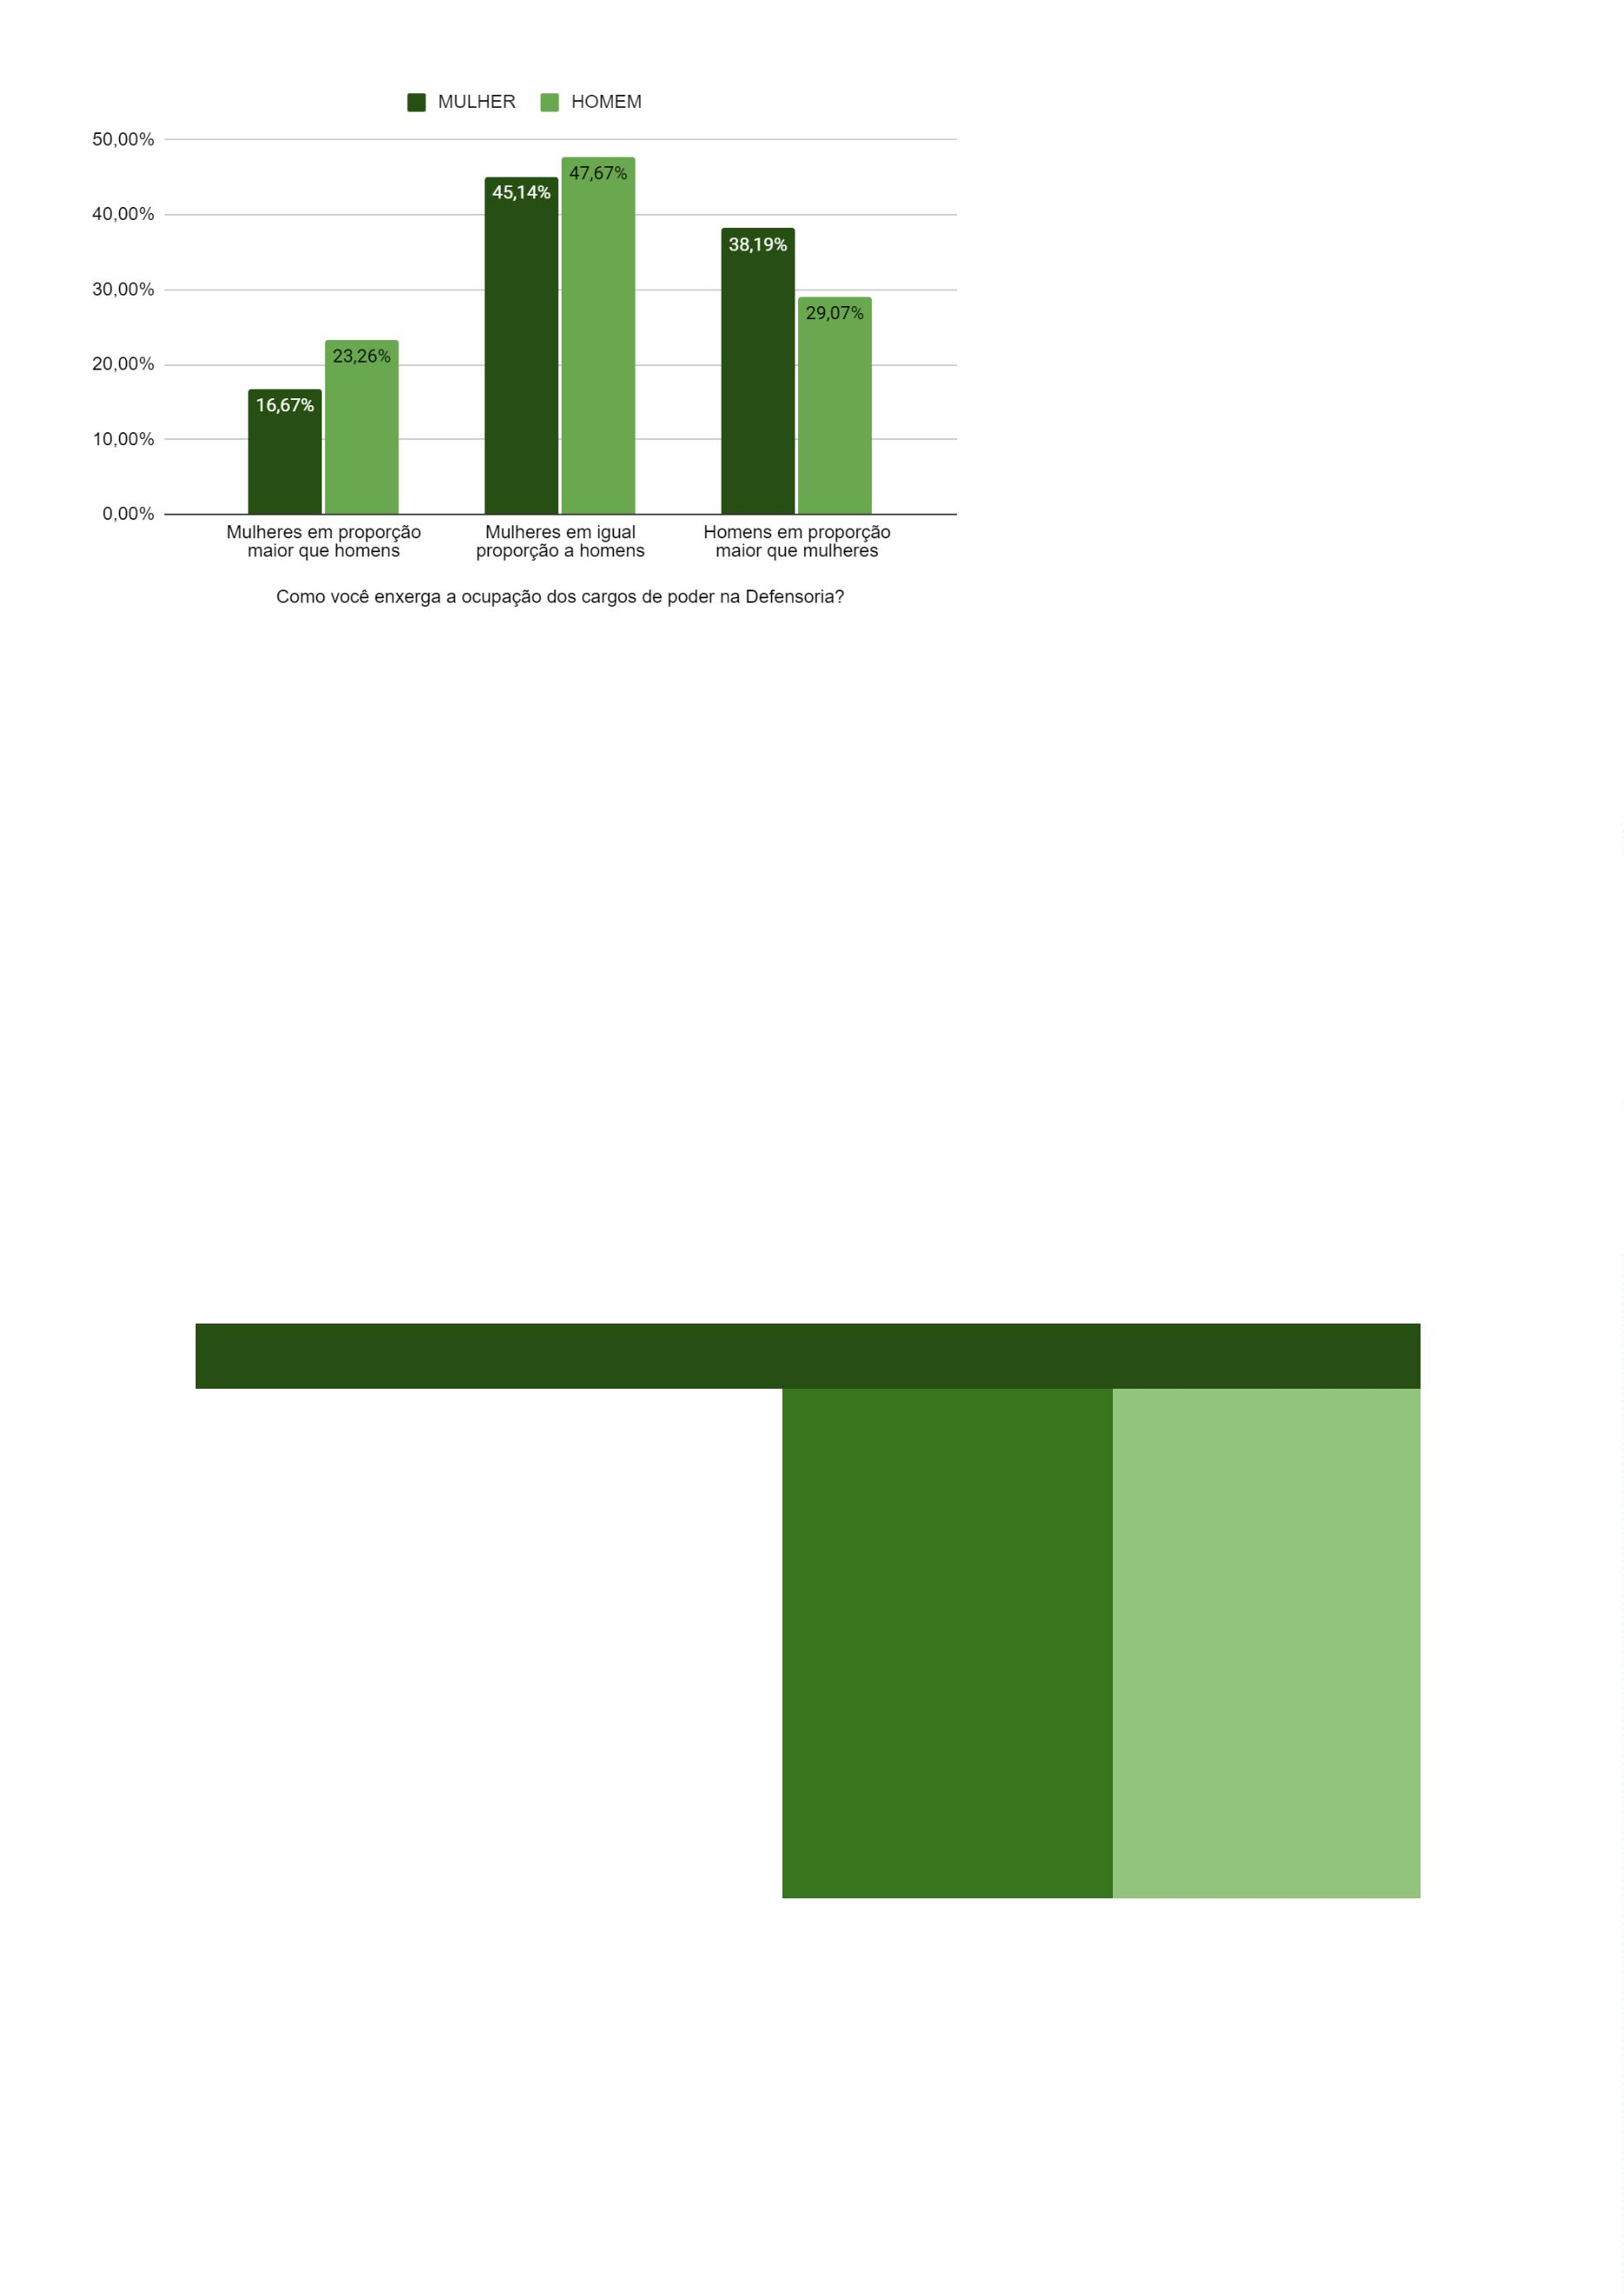 MULHER HOMEM
50,00%
40,00%
30,00%
20,00%
10,00%
0,00%
16,67%
23,26%
45,14%
47,67%
38,19%
29,07%
Mulheres em proporção
maior que homens
Mulheres em igual
proporção a homens
Homens em proporção
maior que mulheres
Como você enxerga a ocupação dos cargos de poder na Defensoria?